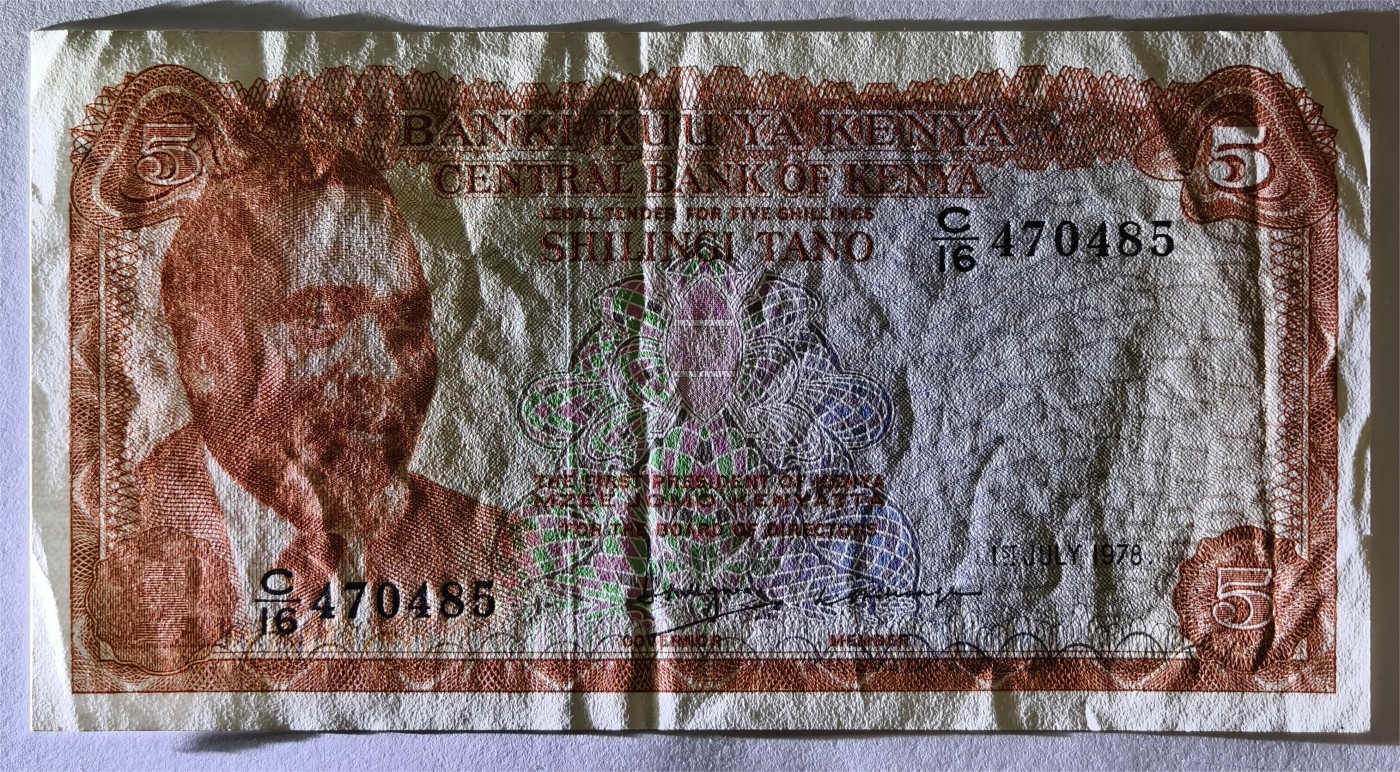 5
5
BANKI KUU YA KENYA
CENTRAL BANK OF KENYA
LEGAL TENDER FOR FIVE SHILLINGS
SHILINGI TANO
C/16 470485
THE FIRST PRESIDENT OF KENYA
MZEE JOMO KENYATTA
FOR THE BOARD OF DIRECTORS
1ST JULY 1978.
C/16 470485
5
GOVERNOR MEMBER